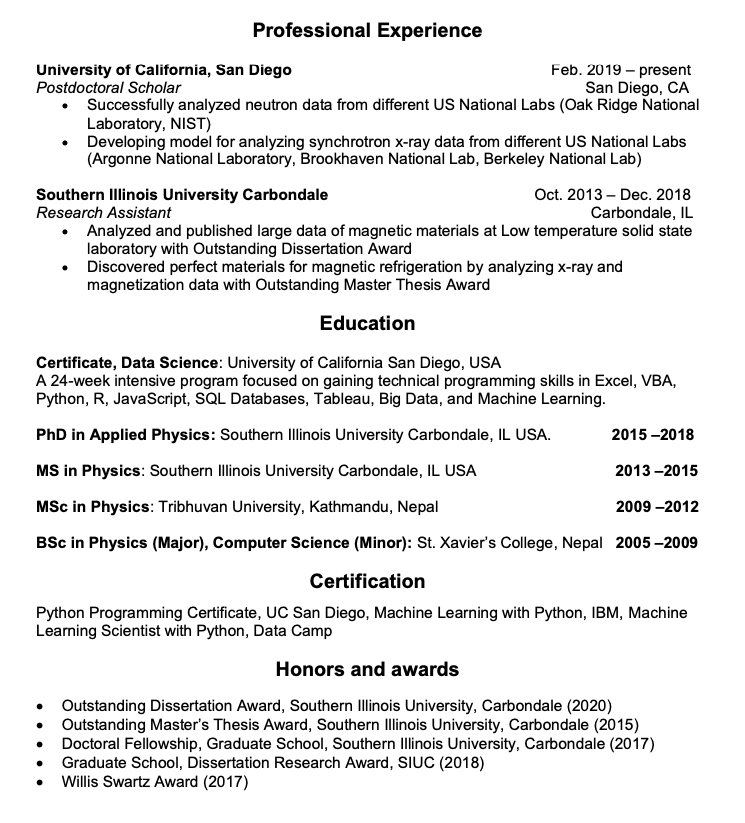 Professional Experience
University of California, San Diego Feb. 2019 – present
Postdoctoral Scholar San Diego, CA
• Successfully analyzed neutron data from different US National Labs (Oak Ridge National
Laboratory, NIST)
• Developing model for analyzing synchrotron x-ray data from different US National Labs
(Argonne National Laboratory, Brookhaven National Lab, Berkeley National Lab)
Southern Illinois University Carbondale Oct. 2013 – Dec. 2018
Research Assistant Carbondale, IL
• Analyzed and published large data of magnetic materials at Low temperature solid state
laboratory with Outstanding Dissertation Award
• Discovered perfect materials for magnetic refrigeration by analyzing x-ray and
magnetization data with Outstanding Master Thesis Award
Education
Certificate, Data Science: University of California San Diego, USA
A 24-week intensive program focused on gaining technical programming skills in Excel, VBA,
Python, R, JavaScript, SQL Databases, Tableau, Big Data, and Machine Learning.
PhD in Applied Physics: Southern Illinois University Carbondale, IL USA. 2015 –2018
MS in Physics: Southern Illinois University Carbondale, IL USA 2013 –2015
MSc in Physics: Tribhuvan University, Kathmandu, Nepal 2009 –2012
BSc in Physics (Major), Computer Science (Minor): St. Xavier's College, Nepal 2005 –2009
Certification
Python Programming Certificate, UC San Diego, Machine Learning with Python, IBM, Machine
Learning Scientist with Python, Data Camp
Honors and awards
• Outstanding Dissertation Award, Southern Illinois University, Carbondale (2020)
• Outstanding Master's Thesis Award, Southern Illinois University, Carbondale (2015)
• Doctoral Fellowship, Graduate School, Southern Illinois University, Carbondale (2017)
• Graduate School, Dissertation Research Award, SIUC (2018)
• Willis Swartz Award (2017)